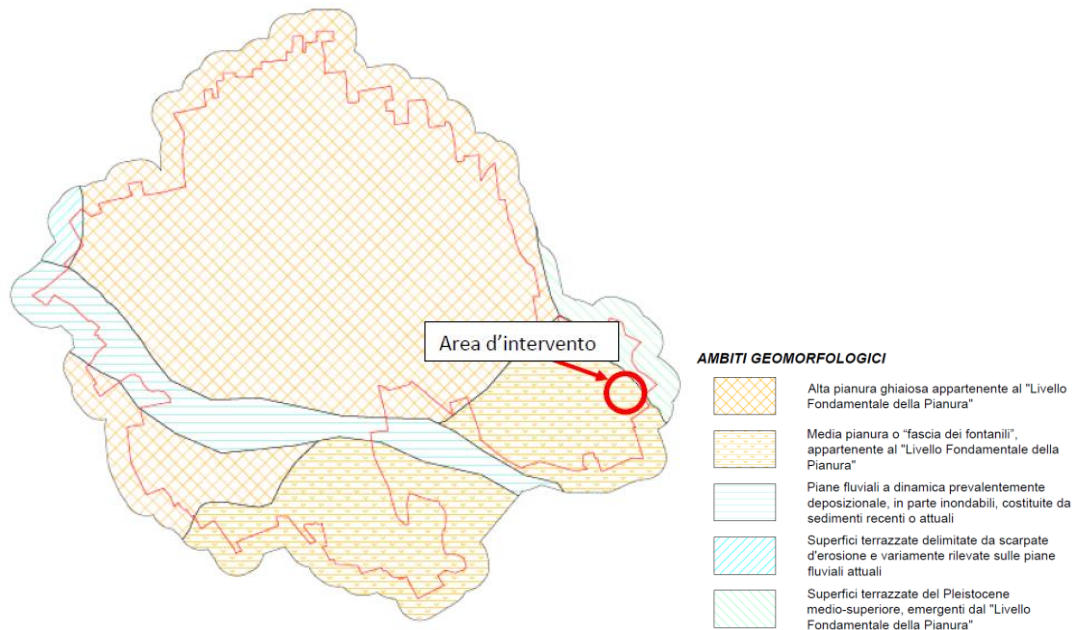 Area d'intervento
AMBITI GEOMORFOLOGICI
Alta pianura ghiaiosa appartenente al "Livello
Fondamentale della Pianura"
Media pianura o “fascia dei fontanili”,
appartenente al "Livello Fondamentale della
Pianura"
Piane fluviali a dinamica prevalentemente
deposizionale, in parte inondabili, costituite da
sedimenti recenti o attuali
Superfici terrazzate delimitate da scarpate
d'erosione e variamente rilevate sulle piane
fluviali attuali
Superfici terrazzate del Pleistocene
medio-superiore, emergenti dal "Livello
Fondamentale della Pianura"